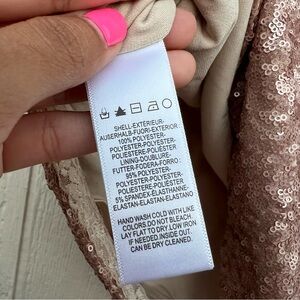 SHELL-EXTERIEUR-
AUSERHALB-FUORI-EXTERIOR
100% POLYESTER-
POLYESTER-POLYESTER-
POLIESTERE-POLIÉSTER
LINING-DOUBLURE-
FUTTER-FODERA-FORRO
95% POLYESTER-
POLYESTER-POLYESTER-
POLIESTERE-POLIÉSTER
5% SPANDEX-ELASTHANNE-
ELASTAN-ELASTAN-ELASTANO
HAND WASH COLD WITH LIKE
COLORS.DO NOT BLEACH.
LAY FLAT TO DRY LOW IRON
IF NEEDED.INSIDE OUT.
CAN BE DRY CLEANED.